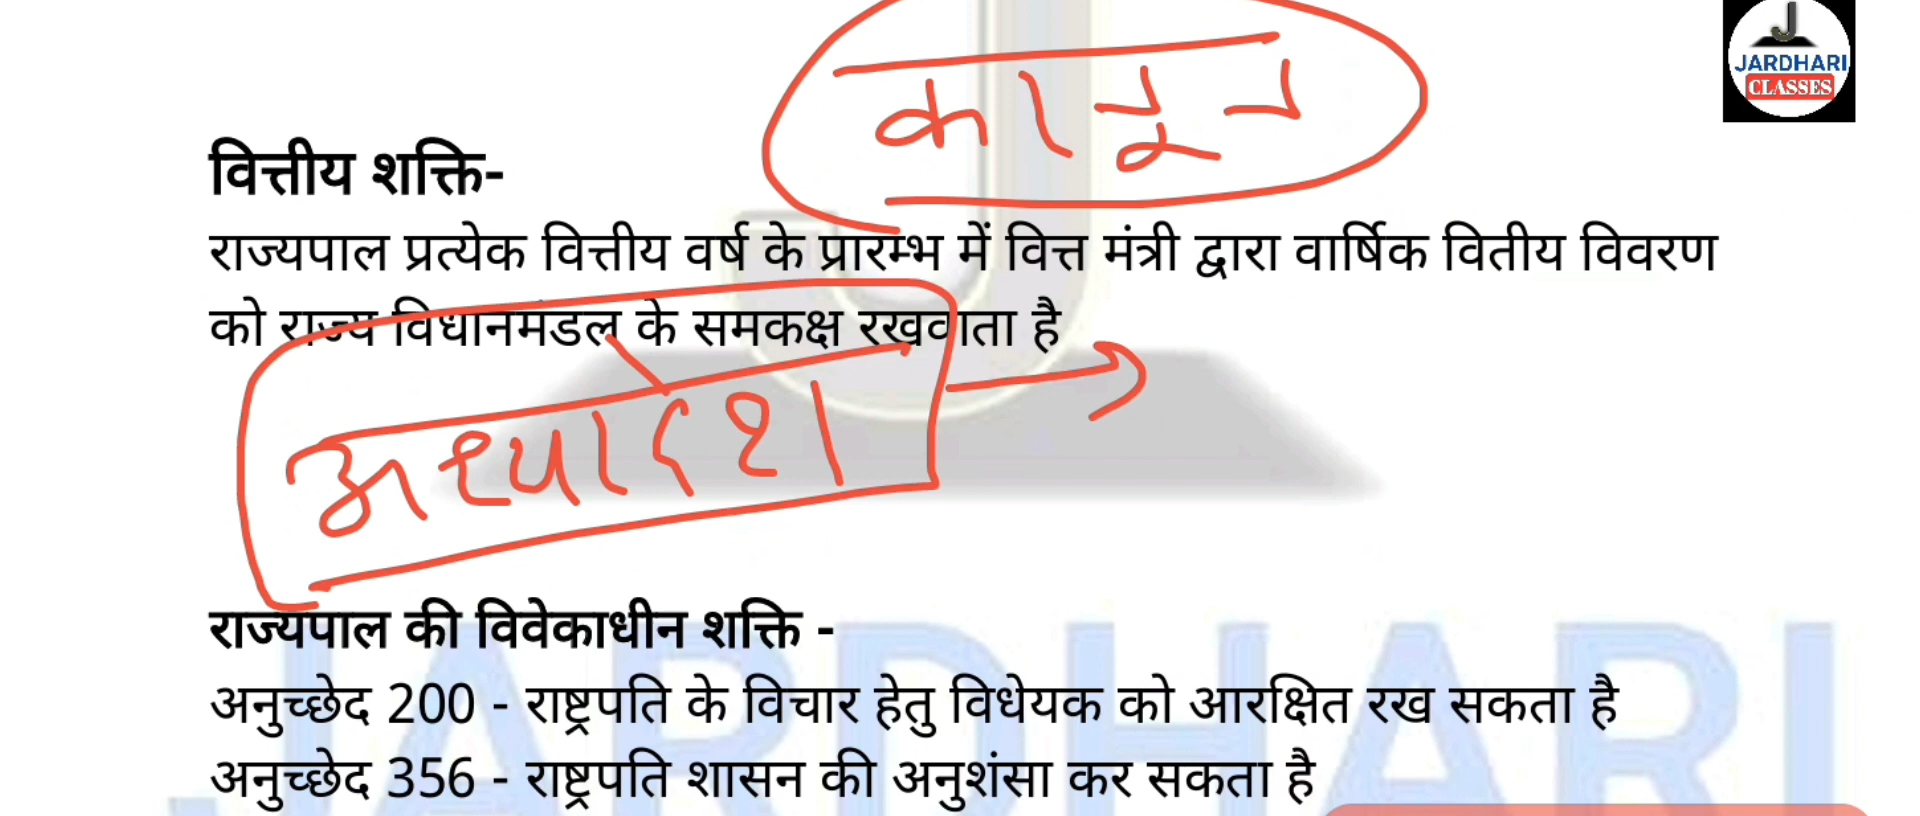 कानून
J
JARDHARI
CLASSES
वित्तीय शक्ति-
राज्यपाल प्रत्येक वित्तीय वर्ष के प्रारम्भ में वित्त मंत्री द्वारा वार्षिक वितीय विवरण
को राज्य विधानमंडल के समकक्ष रखवाता है
अध्यादेश
राज्यपाल की विवेकाधीन शक्ति -
अनुच्छेद 200 - राष्ट्रपति के विचार हेतु विधेयक को आरक्षित रख सकता है
अनुच्छेद 356 - राष्ट्रपति शासन की अनुशंसा कर सकता है
JARDHARI